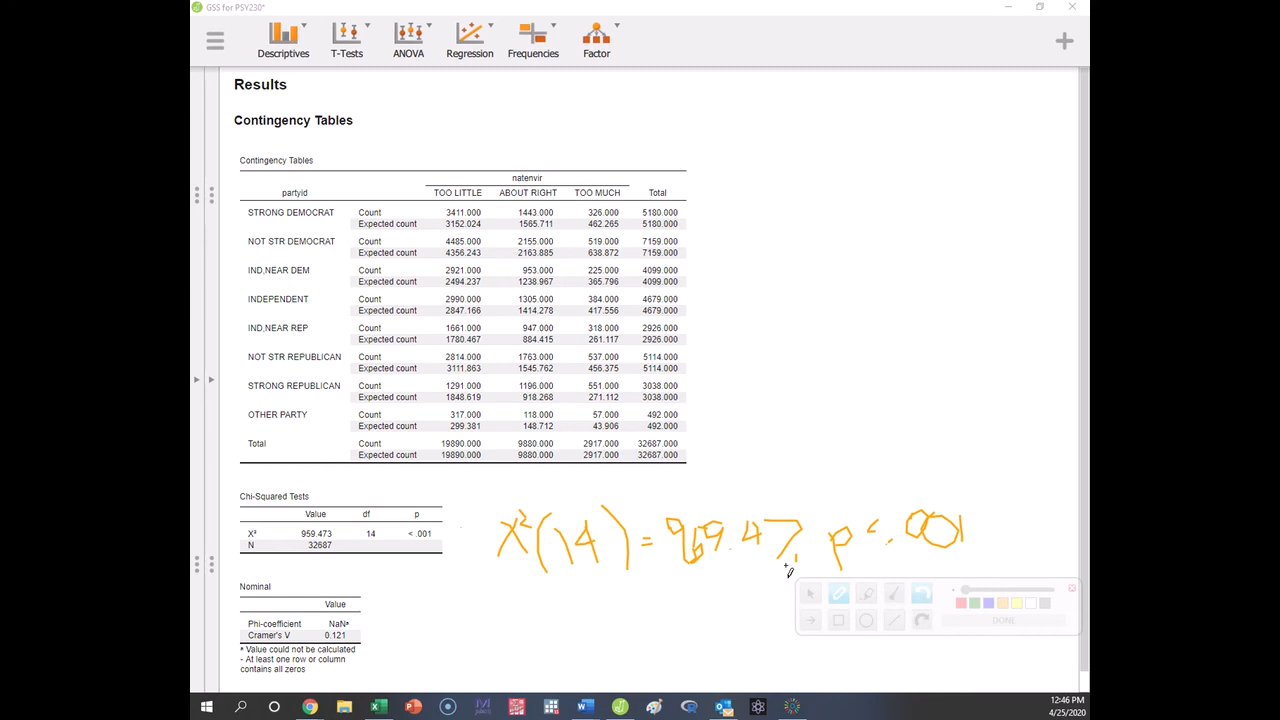 GSS for PSY230*
Descriptives T-Tests ANOVA Regression Frequencies Factor
Results
Contingency Tables
Contingency Tables
natenvir
partyid TOO LITTLE ABOUT RIGHT TOO MUCH Total
STRONG DEMOCRAT Count 3411.000 1443.000 326.000 5180.000
Expected count 3152.024 1565.711 462.265 5180.000
NOT STR DEMOCRAT Count 4485.000 2155.000 519.000 7159.000
Expected count 4356.243 2163.885 638.872 7159.000
IND,NEAR DEM Count 2921.000 953.000 225.000 4099.000
Expected count 2494.237 1238.967 365.796 4099.000
INDEPENDENT Count 2990.000 1305.000 384.000 4679.000
Expected count 2847.166 1414.278 417.556 4679.000
IND,NEAR REP Count 1661.000 947.000 318.000 2926.000
Expected count 1780.467 884.415 261.117 2926.000
NOT STR REPUBLICAN Count 2814.000 1763.000 537.000 5114.000
Expected count 3111.863 1545.762 456.375 5114.000
STRONG REPUBLICAN Count 1291.000 1196.000 551.000 3038.000
Expected count 1848.619 918.268 271.112 3038.000
OTHER PARTY Count 317.000 118.000 57.000 492.000
Expected count 299.381 148.712 43.906 492.000
Total Count 19890.000 9880.000 2917.000 32687.000
Expected count 19890.000 9880.000 2917.000 32687.000
Chi-Squared Tests
Value df p
X² 959.473 14 < .001
N 32687
X²(14) = 969.47, p < .001
Nominal
Value
Phi-coefficient NaNᵃ
Cramer's V 0.121
ᵃ Value could not be calculated
- At least one row or column
contains all zeros
DONE
12:46 PM
4/25/2020